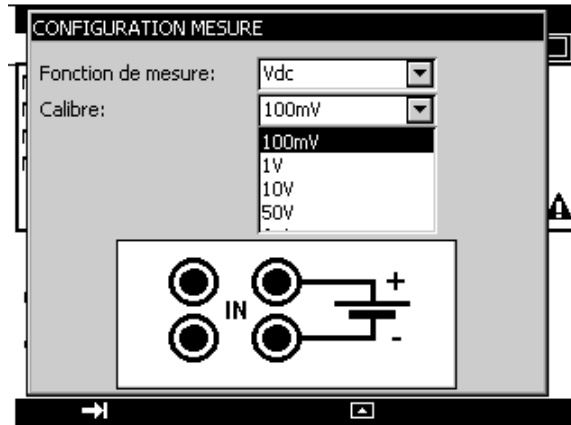 CONFIGURATION MESURE
Fonction de mesure: Vdc
Calibre: 100mV
100mV
1V
10V
50V
+
IN
-